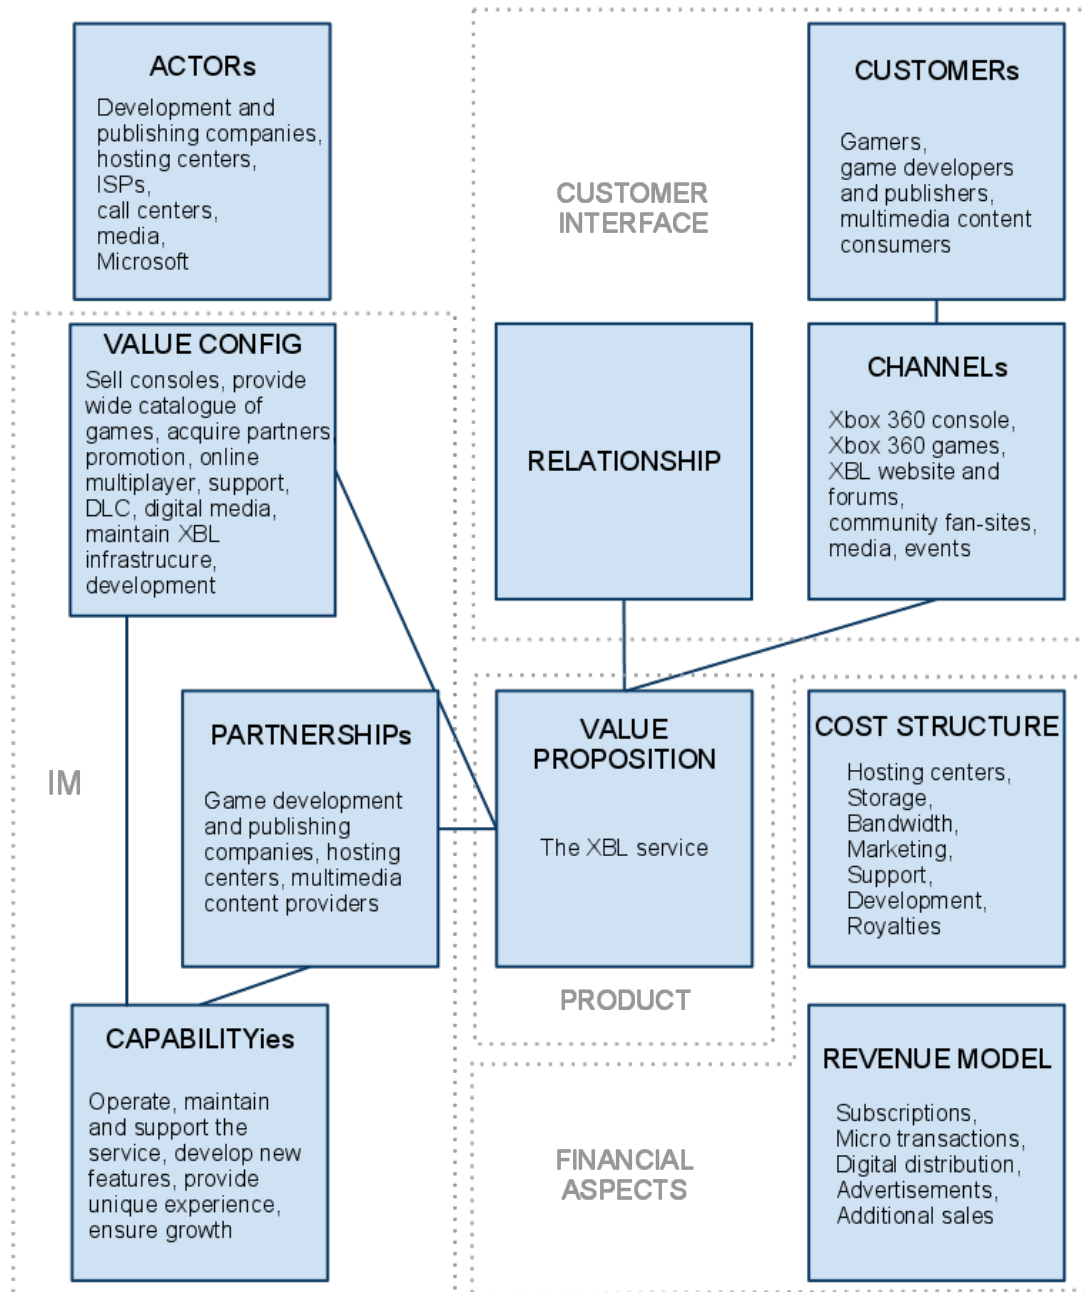 ACTORs
Development and
publishing companies,
hosting centers,
ISPs,
call centers,
media,
Microsoft
CUSTOMER
INTERFACE
CUSTOMERs
Gamers,
game developers
and publishers,
multimedia content
consumers
VALUE CONFIG
Sell consoles, provide
wide catalogue of
games, acquire partners,
promotion, online
multiplayer, support,
DLC, digital media,
maintain XBL
infrastrucure,
development
RELATIONSHIP
CHANNELs
Xbox 360 console,
Xbox 360 games,
XBL website and
forums,
community fan-sites,
media, events
IM
PARTNERSHIPs
Game development
and publishing
companies, hosting
centers, multimedia
content providers
VALUE
PROPOSITION
The XBL service
PRODUCT
COST STRUCTURE
Hosting centers,
Storage,
Bandwidth,
Marketing,
Support,
Development,
Royalties
CAPABILITYies
Operate, maintain
and support the
service, develop new
features, provide
unique experience,
ensure growth
FINANCIAL
ASPECTS
REVENUE MODEL
Subscriptions,
Micro transactions,
Digital distribution,
Advertisements,
Additional sales